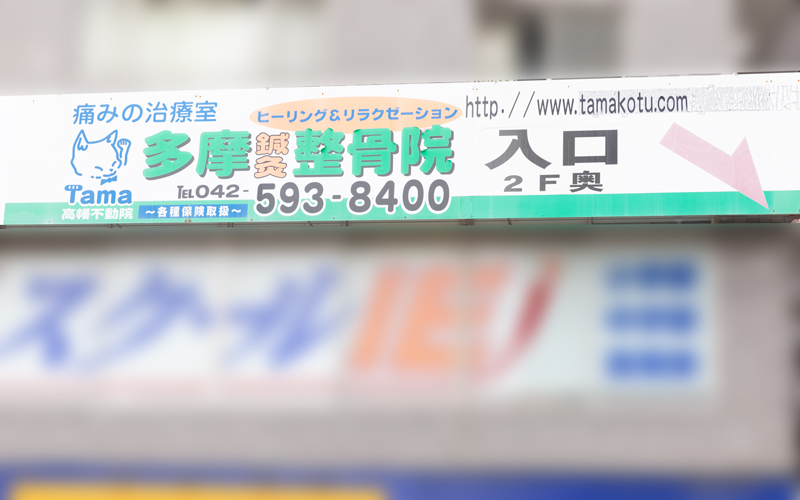 痛みの治療室
ヒーリング&リラクゼーション
http://www.tamakotu.com
多摩鍼灸整骨院
入口
Tama
TEL042-593-8400
2F奥
高幡不動院
〜各種保険取扱〜